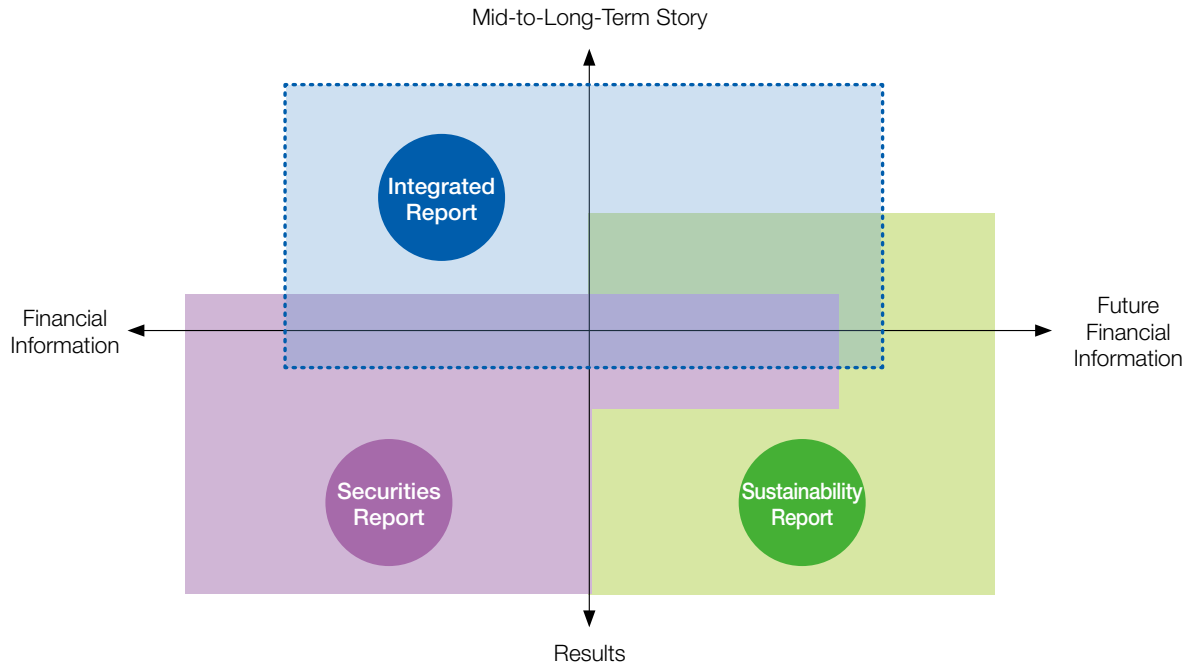 Mid-to-Long-Term Story
Integrated
Report
Financial
Information
Future
Financial
Information
Securities
Report
Sustainability
Report
Results